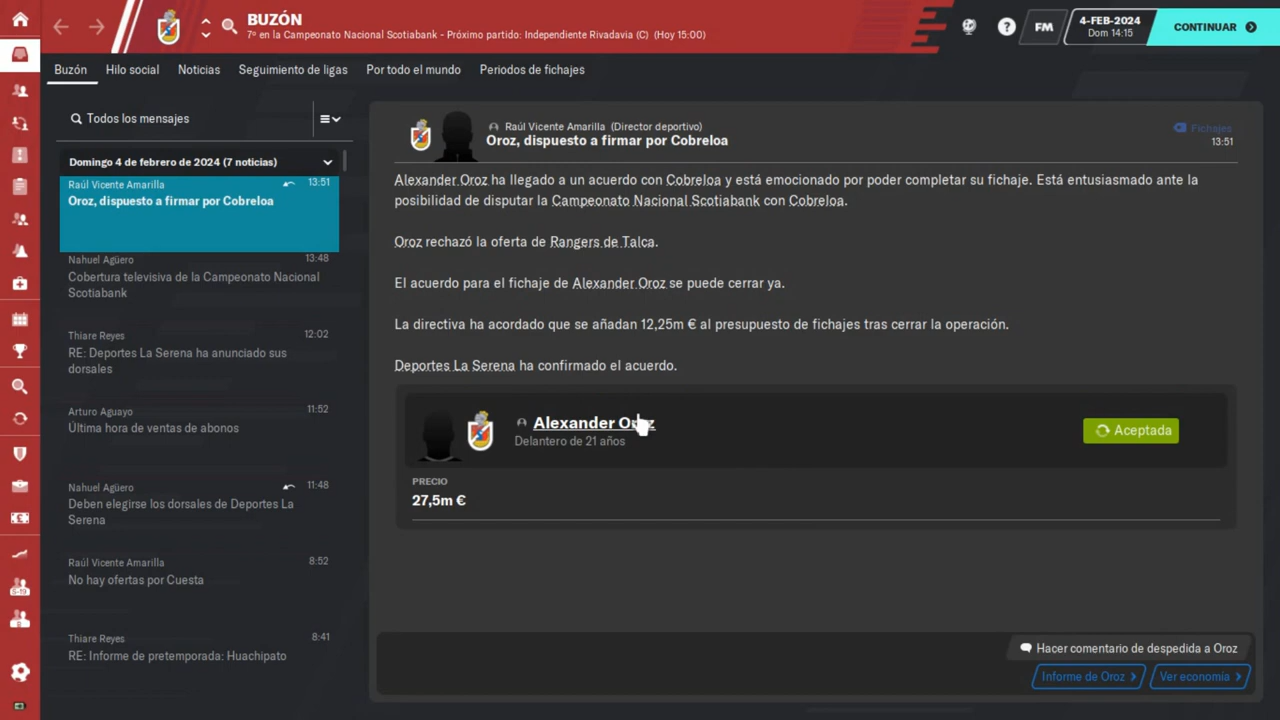 BUZÓN
7º en la Campeonato Nacional Scotiabank - Próximo partido: Independiente Rivadavia (C) (Hoy 15:00)
?
FM
4-FEB-2024
Dom 14:15
CONTINUAR
Buzón
Hilo social
Noticias
Seguimiento de ligas
Por todo el mundo
Periodos de fichajes
Todos los mensajes
Domingo 4 de febrero de 2024 (7 noticias)
Raúl Vicente Amarilla 13:51
Oroz, dispuesto a firmar por Cobreloa
Nahuel Agüero 13:48
Cobertura televisiva de la Campeonato Nacional
Scotiabank
Thiare Reyes 12:02
RE: Deportes La Serena ha anunciado sus
dorsales
Arturo Aguayo 11:52
Última hora de ventas de abonos
Nahuel Agüero 11:48
Deben elegirse los dorsales de Deportes La
Serena
Raúl Vicente Amarilla 8:52
No hay ofertas por Cuesta
Thiare Reyes 8:41
RE: Informe de pretemporada: Huachipato
Raúl Vicente Amarilla (Director deportivo)
Oroz, dispuesto a firmar por Cobreloa
Fichajes
13:51
Alexander Oroz ha llegado a un acuerdo con Cobreloa y está emocionado por poder completar su fichaje. Está entusiasmado ante la
posibilidad de disputar la Campeonato Nacional Scotiabank con Cobreloa.
Oroz rechazó la oferta de Rangers de Talca.
El acuerdo para el fichaje de Alexander Oroz se puede cerrar ya.
La directiva ha acordado que se añadan 12,25m € al presupuesto de fichajes tras cerrar la operación.
Deportes La Serena ha confirmado el acuerdo.
Alexander Oroz
Delantero de 21 años
Aceptada
PRECIO
27,5m €
Hacer comentario de despedida a Oroz
Informe de Oroz
Ver economía